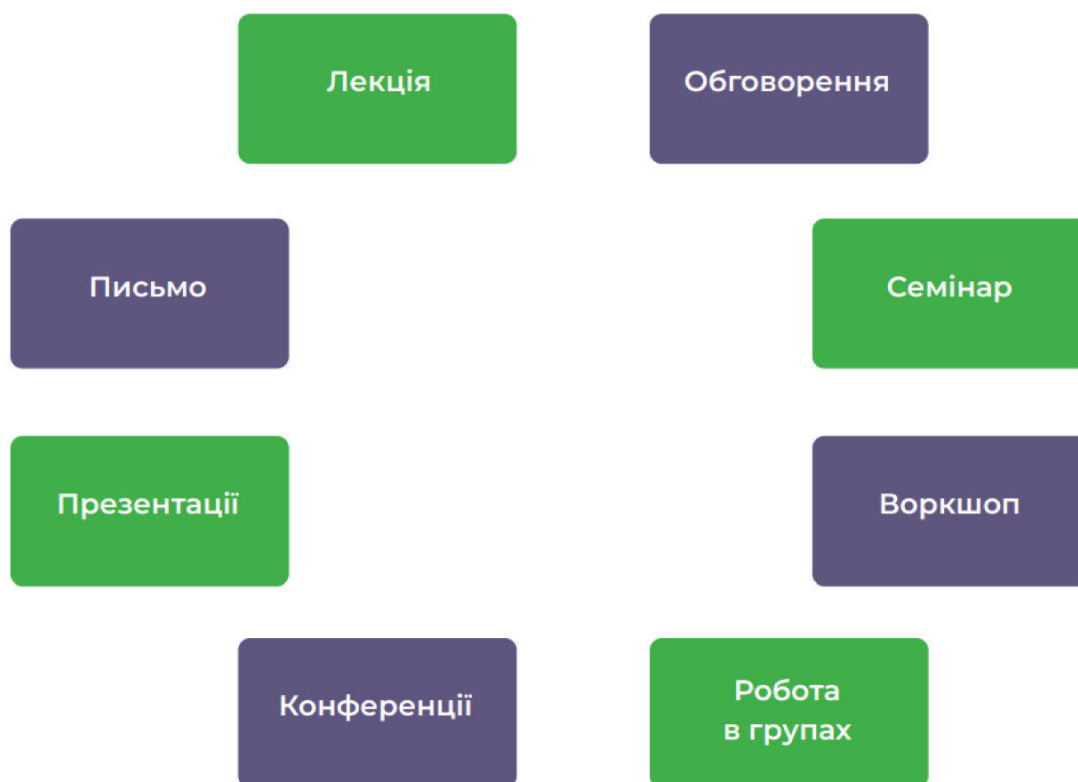 Лекція
Обговорення
Письмо
Семінар
Презентації
Воркшоп
Конференції
Робота
в групах